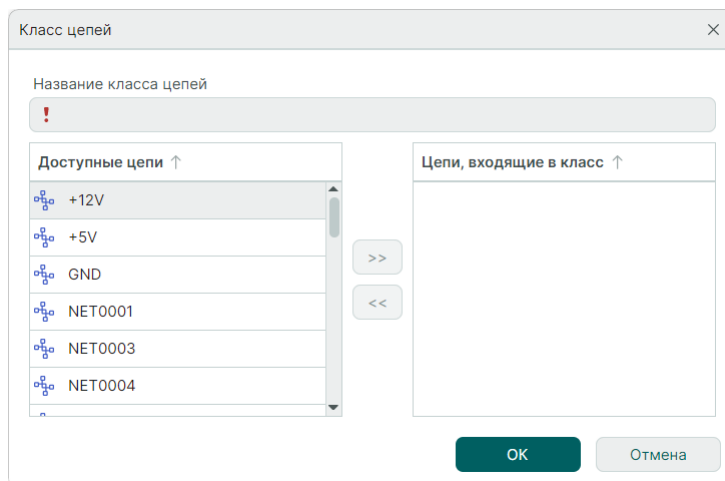 Класс цепей
Название класса цепей
!
Доступные цепи ↑
+12V
+5V
GND
NET0001
NET0003
NET0004
>>
<<
Цепи, входящие в класс ↑
OK
Отмена